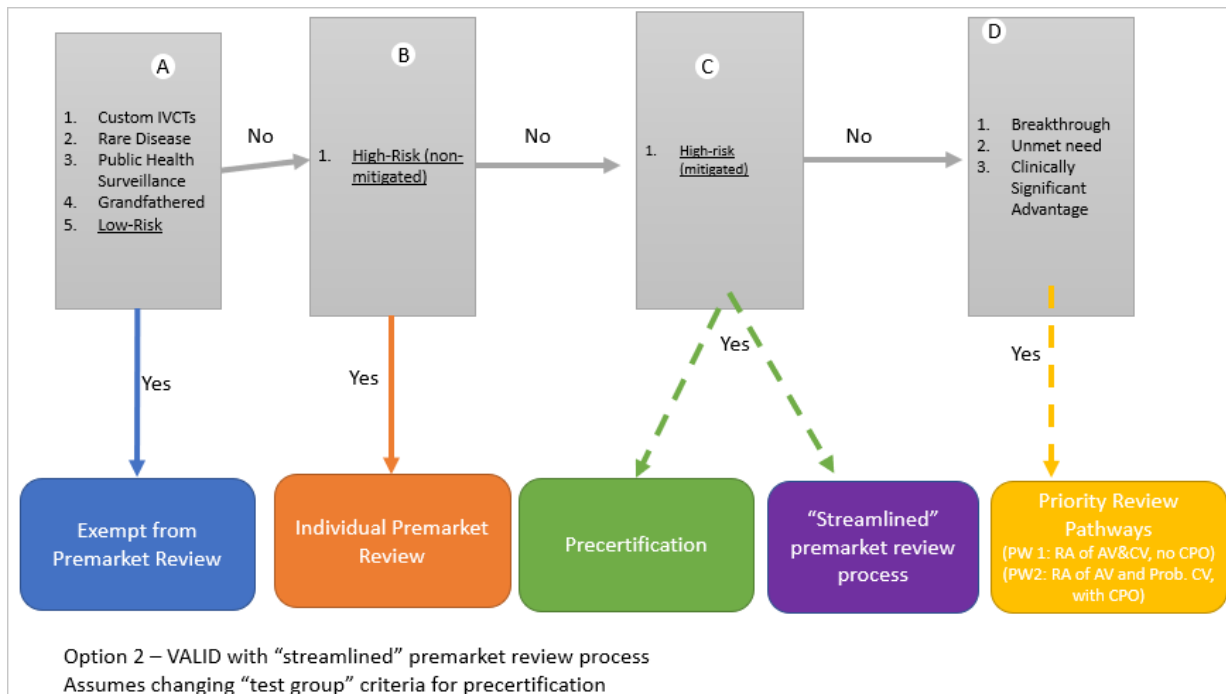 A
1. Custom IVCTs
2. Rare Disease
3. Public Health
Surveillance
4. Grandfathered
5. Low-Risk
No
B
1. High-Risk (non-
mitigated)
No
C
1. High-risk
(mitigated)
No
D
1. Breakthrough
2. Unmet need
3. Clinically
Significant
Advantage
Yes
Yes
Yes
Yes
Exempt from
Premarket Review
Individual Premarket
Review
Precertification
“Streamlined”
premarket review
process
Priority Review
Pathways
(PW 1: RA of AV&CV, no CPO)
(PW2: RA of AV and Prob. CV,
with CPO)
Option 2 – VALID with “streamlined” premarket review process
Assumes changing “test group” criteria for precertification